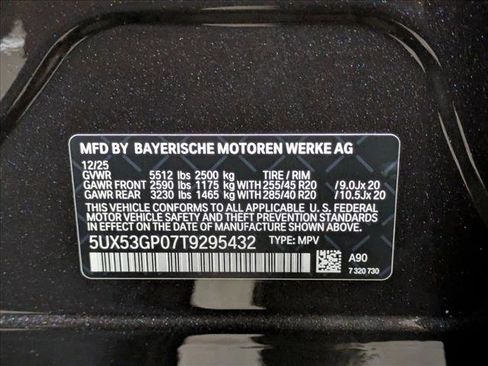 MFD BY BAYERISCHE MOTOREN WERKE AG
12/25
GVWR 5512 lbs 2500 kg TIRE / RIM
GAWR FRONT 2590 lbs 1175 kg W+ 255/45 R20 /9.0Jx 20
GAWR REAR 3230 lbs 1465 kg W+ 285/40 R20 /10.5Jx 20
THIS VEHICLE CONFORMS TO ALL APPLICABLE U. S. FEDERAL
MOTOR VEHICLE SAFETY AND THEFT PREVENTION STANDARDS
IN EFFECT ON THE DATE OF MANUFACTURE SHOWN ABOVE.
5UX53GP07T9295432 TYPE: MPV
A90
7 320 730